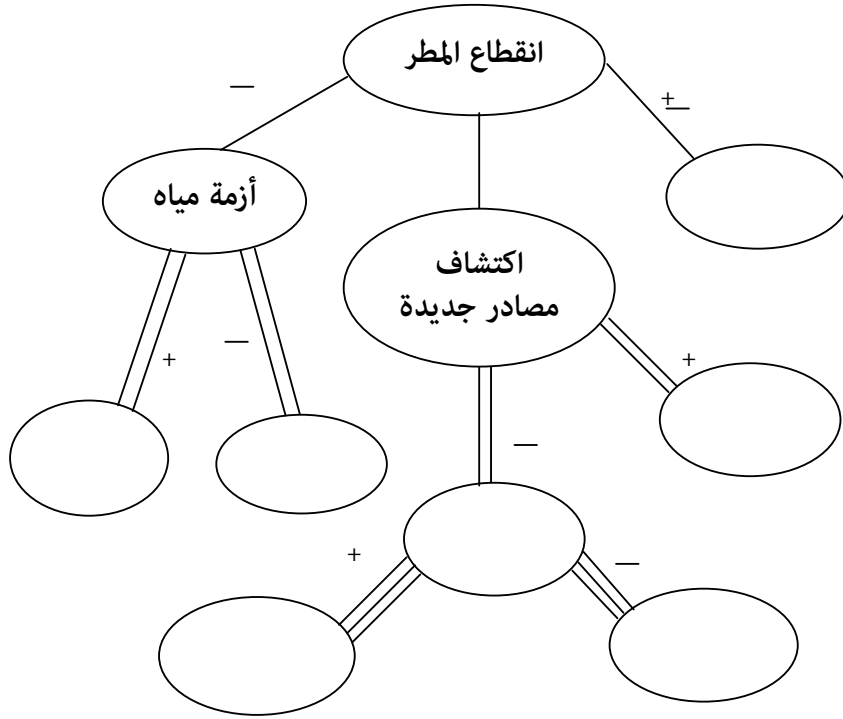 انقطاع المطر
—
+
—
أزمة مياه
اكتشاف
مصادر جديدة
+
—
+
—
+
—